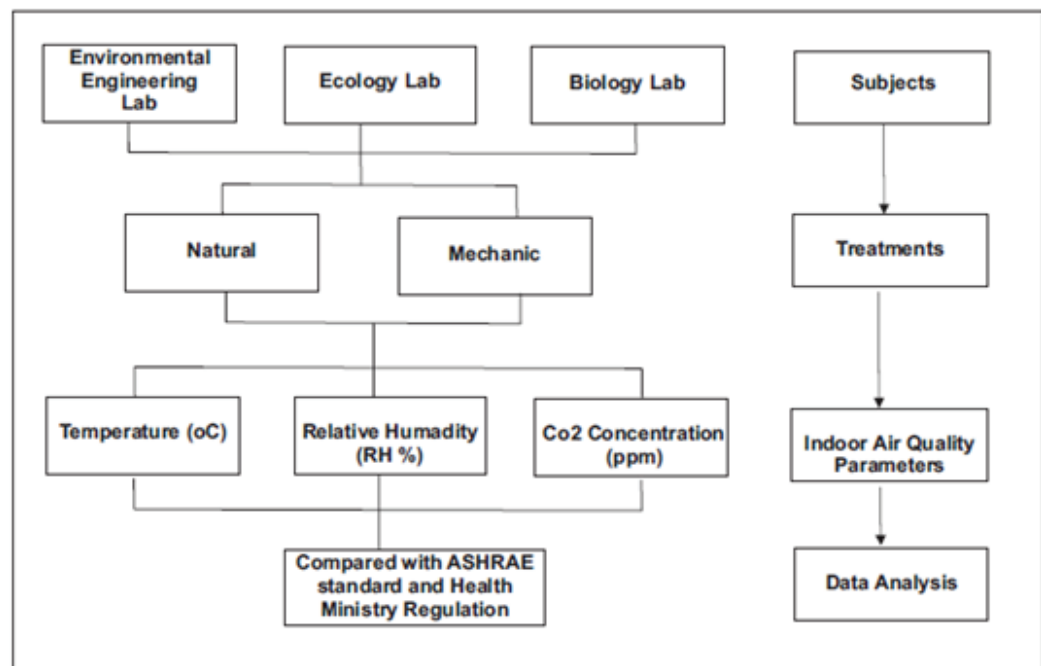 Environmental
Engineering
Lab
Ecology Lab
Biology Lab
Subjects
Natural
Mechanic
Treatments
Temperature (oC)
Relative Humadity
(RH %)
Co2 Concentration
(ppm)
Indoor Air Quality
Parameters
Compared with ASHRAE
standard and Health
Ministry Regulation
Data Analysis